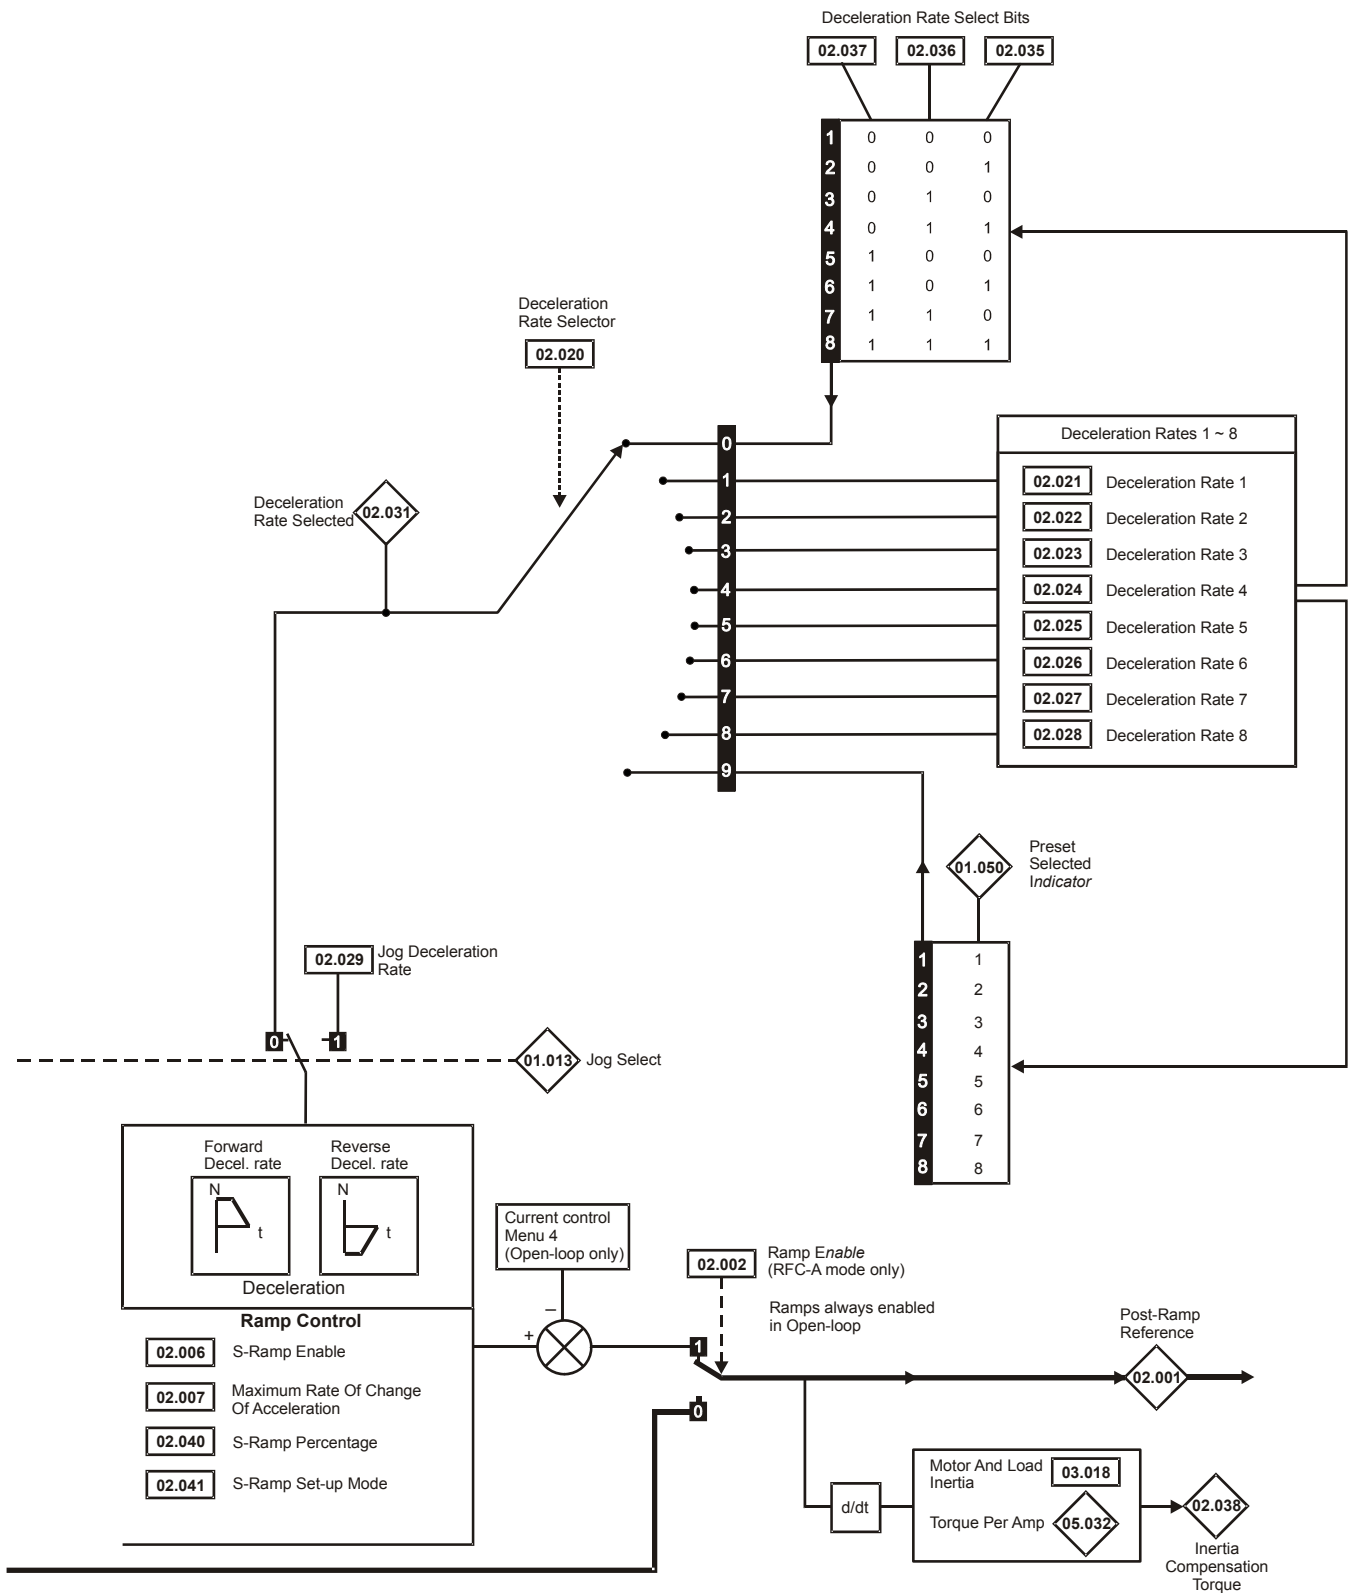 Deceleration Rate Select Bits
02.037 02.036 02.035
1 0 0 0
2 0 0 1
3 0 1 0
4 0 1 1
5 1 0 0
6 1 0 1
7 1 1 0
8 1 1 1
Deceleration
Rate Selector
02.020
0
1
2
3
4
5
6
7
8
9
Deceleration Rates 1 ~ 8
02.021 Deceleration Rate 1
02.022 Deceleration Rate 2
02.023 Deceleration Rate 3
02.024 Deceleration Rate 4
02.025 Deceleration Rate 5
02.026 Deceleration Rate 6
02.027 Deceleration Rate 7
02.028 Deceleration Rate 8
Deceleration
Rate Selected
02.031
01.050
Preset
Selected
Indicator
1 1
2 2
3 3
4 4
5 5
6 6
7 7
8 8
02.029
Jog Deceleration
Rate
0 1
01.013 Jog Select
Forward
Decel. rate
N
t
Reverse
Decel. rate
N
t
Deceleration
Ramp Control
02.006 S-Ramp Enable
02.007 Maximum Rate Of Change
Of Acceleration
02.040 S-Ramp Percentage
02.041 S-Ramp Set-up Mode
Current control
Menu 4
(Open-loop only)
–
+
02.002
Ramp Enable
(RFC-A mode only)
Ramps always enabled
in Open-loop
1
0
Post-Ramp
Reference
02.001
d/dt
Motor And Load
Inertia
03.018
Torque Per Amp 05.032
02.038
Inertia
Compensation
Torque